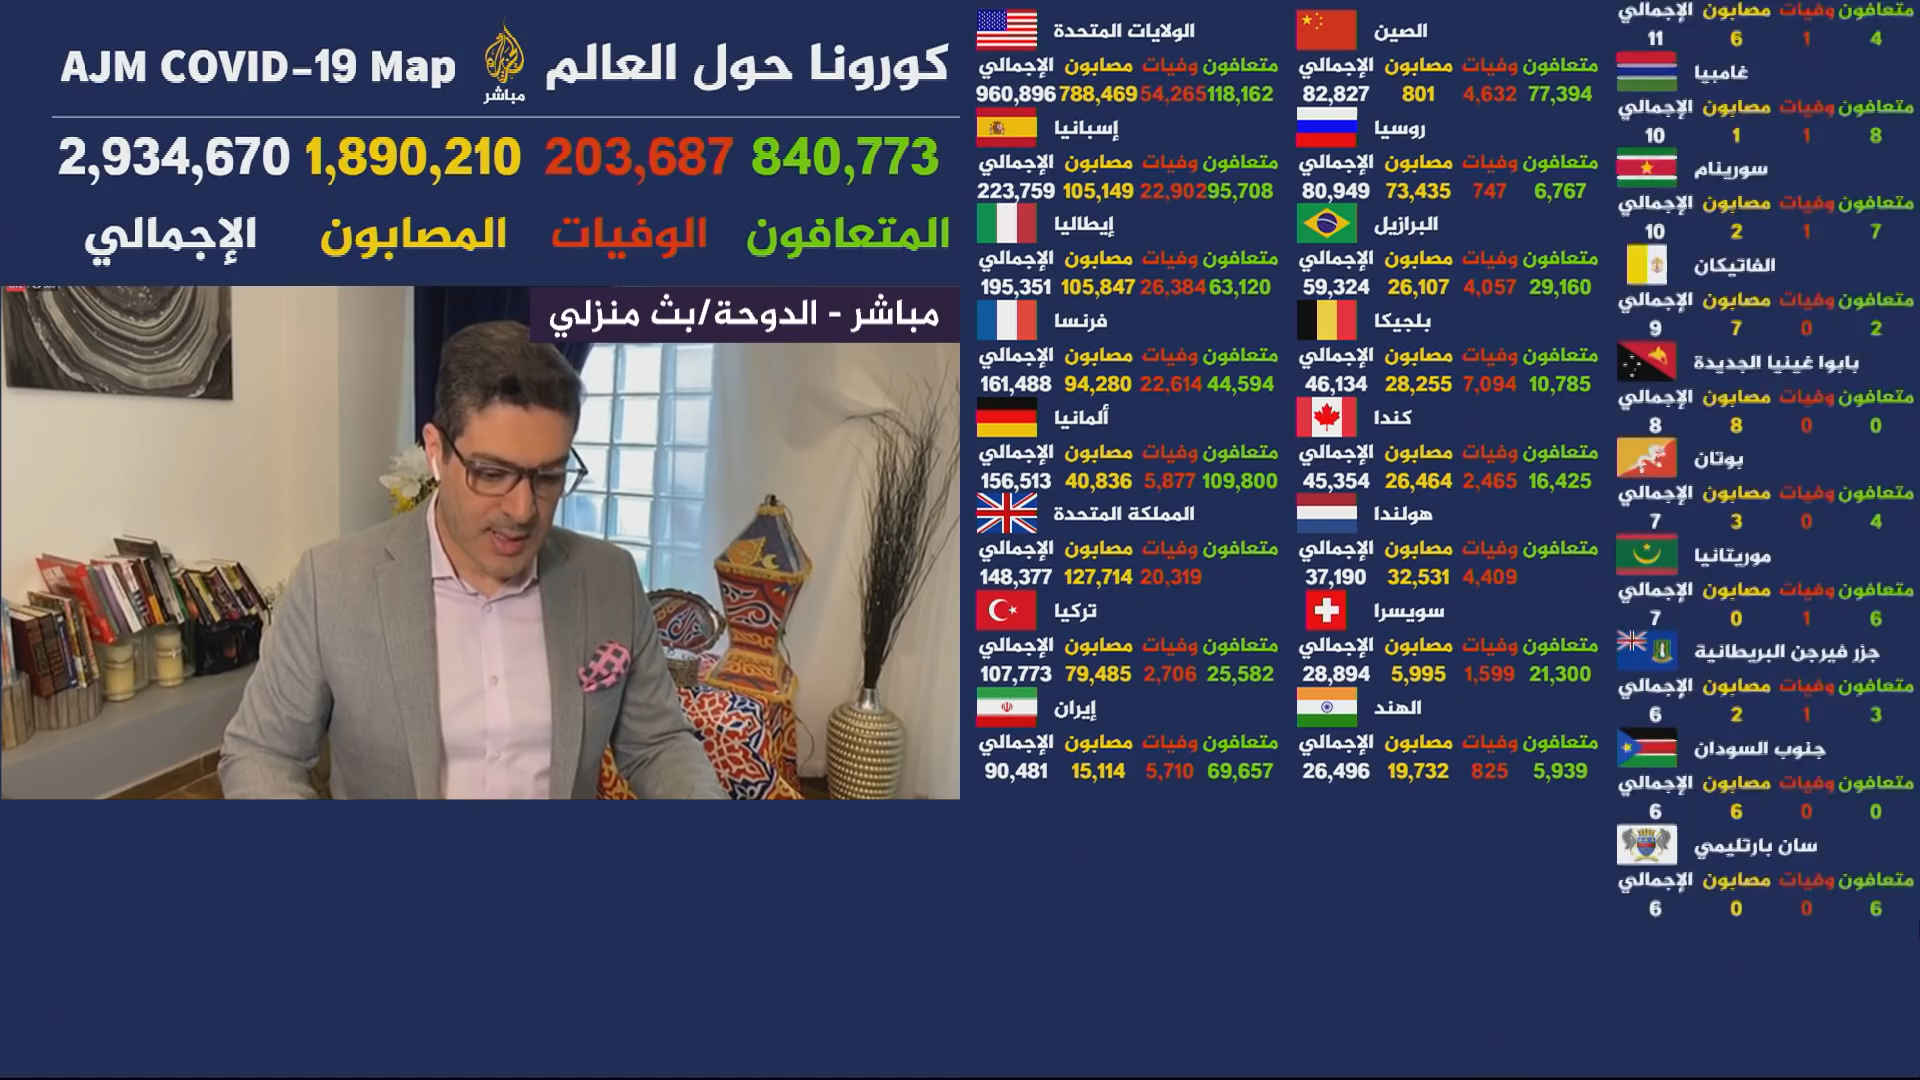 AJM COVID-19 Map مباشر كورونا حول العالم
2,934,670 1,890,210 203,687 840,773
الإجمالي المصابون الوفيات المتعافون
مباشر - الدوحة/بث منزلي
الولايات المتحدة
الإجمالي مصابون وفيات متعافون
960,896 788,469 54,265 118,162
إسبانيا
الإجمالي مصابون وفيات متعافون
223,759 105,149 22,902 95,708
إيطاليا
الإجمالي مصابون وفيات متعافون
195,351 105,847 26,384 63,120
فرنسا
الإجمالي مصابون وفيات متعافون
161,488 94,280 22,614 44,594
ألمانيا
الإجمالي مصابون وفيات متعافون
156,513 40,836 5,877 109,800
المملكة المتحدة
الإجمالي مصابون وفيات متعافون
148,377 127,714 20,319
تركيا
الإجمالي مصابون وفيات متعافون
107,773 79,485 2,706 25,582
إيران
الإجمالي مصابون وفيات متعافون
90,481 15,114 5,710 69,657
الصين
الإجمالي مصابون وفيات متعافون
82,827 801 4,632 77,394
روسيا
الإجمالي مصابون وفيات متعافون
80,949 73,435 747 6,767
البرازيل
الإجمالي مصابون وفيات متعافون
59,324 26,107 4,057 29,160
بلجيكا
الإجمالي مصابون وفيات متعافون
46,134 28,255 7,094 10,785
كندا
الإجمالي مصابون وفيات متعافون
45,354 26,464 2,465 16,425
هولندا
الإجمالي مصابون وفيات متعافون
37,190 32,531 4,409
سويسرا
الإجمالي مصابون وفيات متعافون
28,894 5,995 1,599 21,300
الهند
الإجمالي مصابون وفيات متعافون
26,496 19,732 825 5,939
الإجمالي مصابون وفيات متعافون
11 6 1 4
غامبيا
الإجمالي مصابون وفيات متعافون
10 1 1 8
سورينام
الإجمالي مصابون وفيات متعافون
10 2 1 7
الفاتيكان
الإجمالي مصابون وفيات متعافون
9 7 0 2
بابوا غينيا الجديدة
الإجمالي مصابون وفيات متعافون
8 8 0 0
بوتان
الإجمالي مصابون وفيات متعافون
7 3 0 4
موريتانيا
الإجمالي مصابون وفيات متعافون
7 0 1 6
جزر فيرجن البريطانية
الإجمالي مصابون وفيات متعافون
6 2 1 3
جنوب السودان
الإجمالي مصابون وفيات متعافون
6 6 0 0
سان بارتليمي
الإجمالي مصابون وفيات متعافون
6 0 0 6